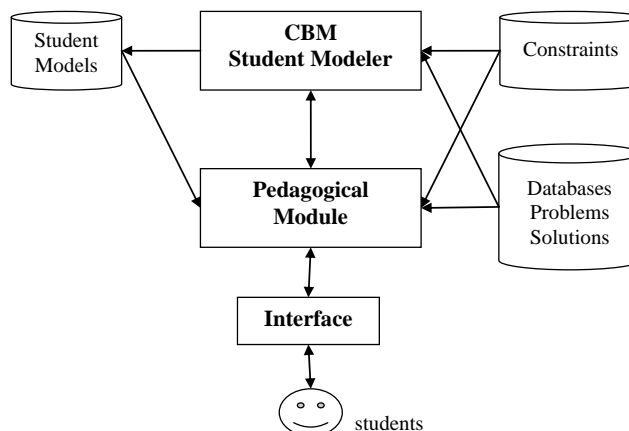 Student
Models
CBM
Student Modeler
Constraints
Pedagogical
Module
Databases
Problems
Solutions
Interface
students